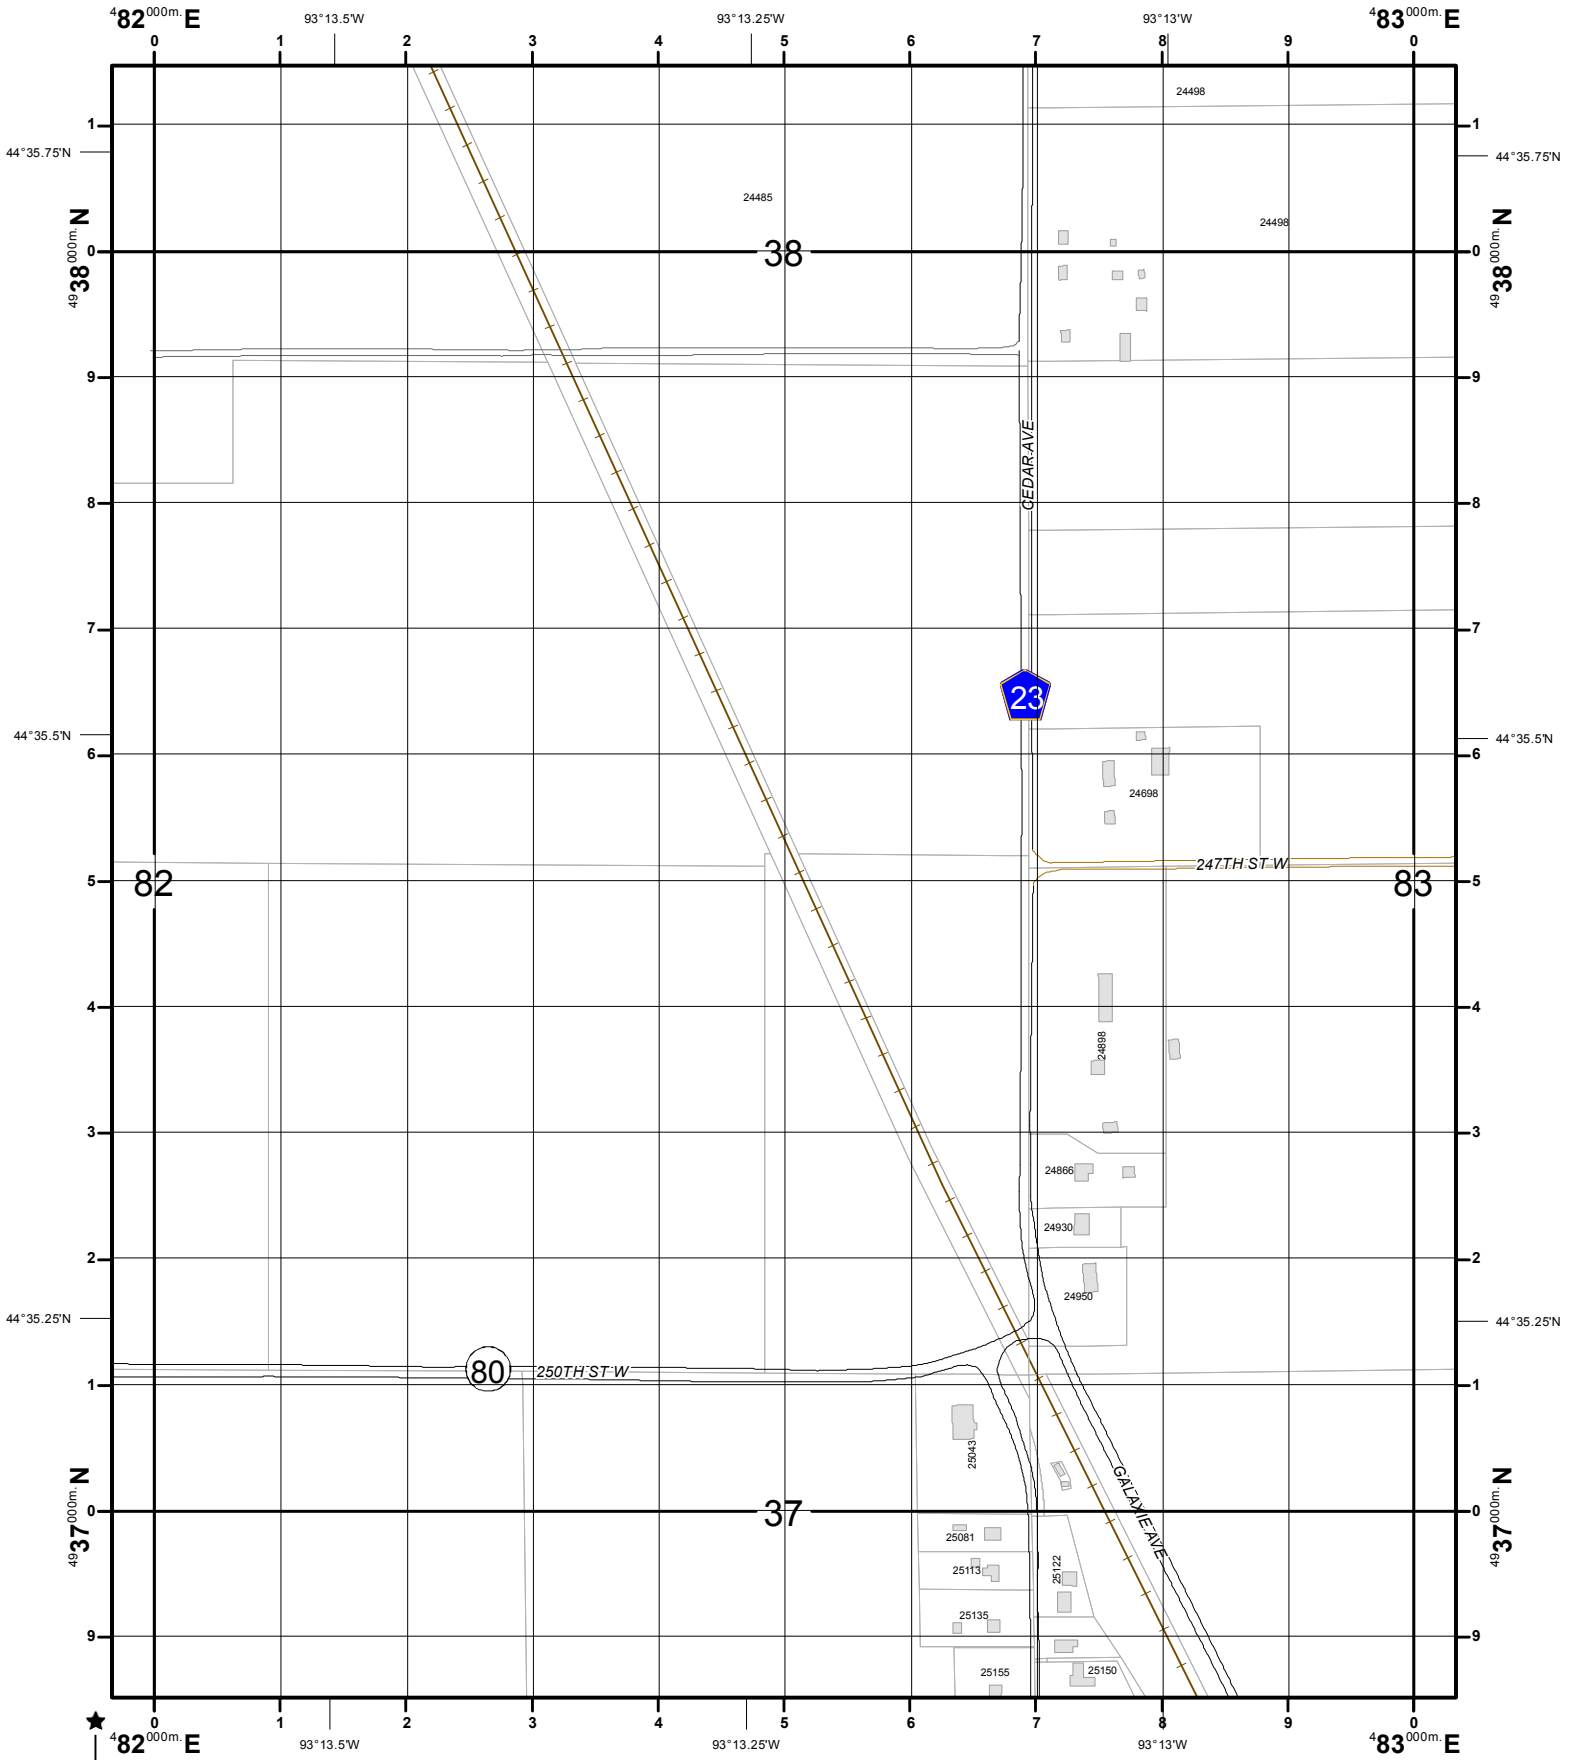 482000m.E 93°13.5'W 93°13.25'W 93°13'W 483000m.E
0 1 2 3 4 5 6 7 8 9 0
24498
1 1
44°35.75'N 44°35.75'N
24485
24498
4938000m.N 4938000m.N
0 38 0
9 9
CEDAR AVE
8 8
7 7
23
44°35.5'N 44°35.5'N
6 6
24698
247TH ST W
82 83
5 5
4 4
24898
3 3
24866
24930
2 2
24950
44°35.25'N 44°35.25'N
80 250TH ST W
1 1
25043
GALAXIE AVE
4937000m.N 4937000m.N
0 37 0
25081
25113
25122
25135
9 9
25155
25150
0 1 2 3 4 5 6 7 8 9 0
482000m.E 93°13.5'W 93°13.25'W 93°13'W 483000m.E